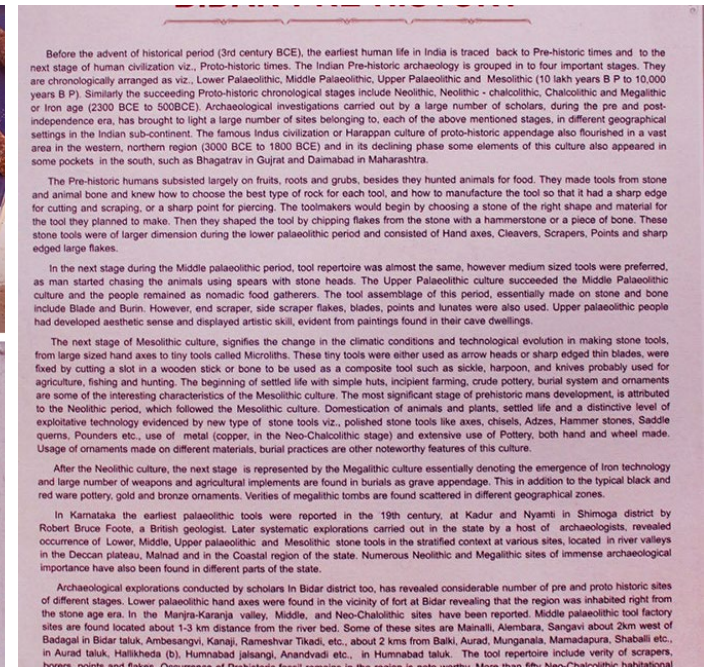 BIDAR PRE HISTORY
Before the advent of historical period (3rd century BCE), the earliest human life in India is traced back to Pre-historic times and to the
next stage of human civilization viz., Proto-historic times. The Indian Pre-historic archaeology is grouped in to four important stages. They
are chronologically arranged as viz., Lower Palaeolithic, Middle Palaeolithic, Upper Palaeolithic and Mesolithic (10 lakh years B P to 10,000
years B P). Similarly the succeeding Proto-historic chronological stages include Neolithic, Neolithic - chalcolithic, Chalcolithic and Megalithic
or Iron age (2300 BCE to 500BCE). Archaeological investigations carried out by a large number of scholars, during the pre and post-
independence era, has brought to light a large number of sites belonging to, each of the above mentioned stages, in different geographical
settings in the Indian sub-continent. The famous Indus civilization or Harappan culture of proto-historic appendage also flourished in a vast
area in the western, northern region (3000 BCE to 1800 BCE) and in its declining phase some elements of this culture also appeared in
some pockets in the south, such as Bhagatrav in Gujrat and Daimabad in Maharashtra.
The Pre-historic humans subsisted largely on fruits, roots and grubs, besides they hunted animals for food. They made tools from stone
and animal bone and knew how to choose the best type of rock for each tool, and how to manufacture the tool so that it had a sharp edge
for cutting and scraping, or a sharp point for piercing. The toolmakers would begin by choosing a stone of the right shape and material for
the tool they planned to make. Then they shaped the tool by chipping flakes from the stone with a hammerstone or a piece of bone. These
stone tools were of larger dimension during the lower palaeolithic period and consisted of Hand axes, Cleavers, Scrapers, Points and sharp
edged large flakes.
In the next stage during the Middle palaeolithic period, tool repertoire was almost the same, however medium sized tools were preferred,
as man started chasing the animals using spears with stone heads. The Upper Palaeolithic culture succeeded the Middle Palaeolithic
culture and the people remained as nomadic food gatherers. The tool assemblage of this period, essentially made on stone and bone
include Blade and Burin. However, end scraper, side scraper flakes, blades, points and lunates were also used. Upper palaeolithic people
had developed aesthetic sense and displayed artistic skill, evident from paintings found in their cave dwellings.
The next stage of Mesolithic culture, signifies the change in the climatic conditions and technological evolution in making stone tools,
from large sized hand axes to tiny tools called Microliths. These tiny tools were either used as arrow heads or sharp edged thin blades, were
fixed by cutting a slot in a wooden stick or bone to be used as a composite tool such as sickle, harpoon, and knives probably used for
agriculture, fishing and hunting. The beginning of settled life with simple huts, incipient farming, crude pottery, burial system and ornaments
are some of the interesting characteristics of the Mesolithic culture. The most significant stage of prehistoric mans development, is attributed
to the Neolithic period, which followed the Mesolithic culture. Domestication of animals and plants, settled life and a distinctive level of
exploitative technology evidenced by new type of stone tools viz., polished stone tools like axes, chisels, Adzes, Hammer stones, Saddle
querns, Pounders etc., use of metal (copper, in the Neo-Chalcolithic stage) and extensive use of Pottery, both hand and wheel made.
Usage of ornaments made on different materials, burial practices are other noteworthy features of this culture.
After the Neolithic culture, the next stage is represented by the Megalithic culture essentially denoting the emergence of Iron technology
and large number of weapons and agricultural implements are found in burials as grave appendage. This in addition to the typical black and
red ware pottery, gold and bronze ornaments. Verities of megalithic tombs are found scattered in different geographical zones.
In Karnataka the earliest palaeolithic tools were reported in the 19th century, at Kadur and Nyamti in Shimoga district by
Robert Bruce Foote, a British geologist. Later systematic explorations carried out in the state by a host of archaeologists, revealed
occurrence of Lower, Middle, Upper palaeolithic and Mesolithic stone tools in the stratified context at various sites, located in river valleys
in the Deccan plateau, Malnad and in the Coastal region of the state. Numerous Neolithic and Megalithic sites of immense archaeological
importance have also been found in different parts of the state.
Archaeological explorations conducted by scholars In Bidar district too, has revealed considerable number of pre and proto historic sites
of different stages. Lower palaeolithic hand axes were found in the vicinity of fort at Bidar revealing that the region was inhabited right from
the stone age era. In the Manjra-Karanja valley, Middle, and Neo-Chalcolithic sites have been reported. Middle palaeolithic tool factory
sites are found located about 1-3 km distance from the river bed. Some of these sites are Mainalli, Alembara, Sangavi about 2km west of
Badagal in Bidar taluk, Ambesangvi, Kanaji, Rameshvar Tikadi, etc., about 2 kms from Balki, Aurad, Munganala, Mamadapura, Shaballi etc.,
in Aurad taluk, Hallikheda (b), Humnabad jalsangi, Anandvadi etc., in Humnabad taluk. The tool repertoire include verity of scrapers,
borers, points and flakes.